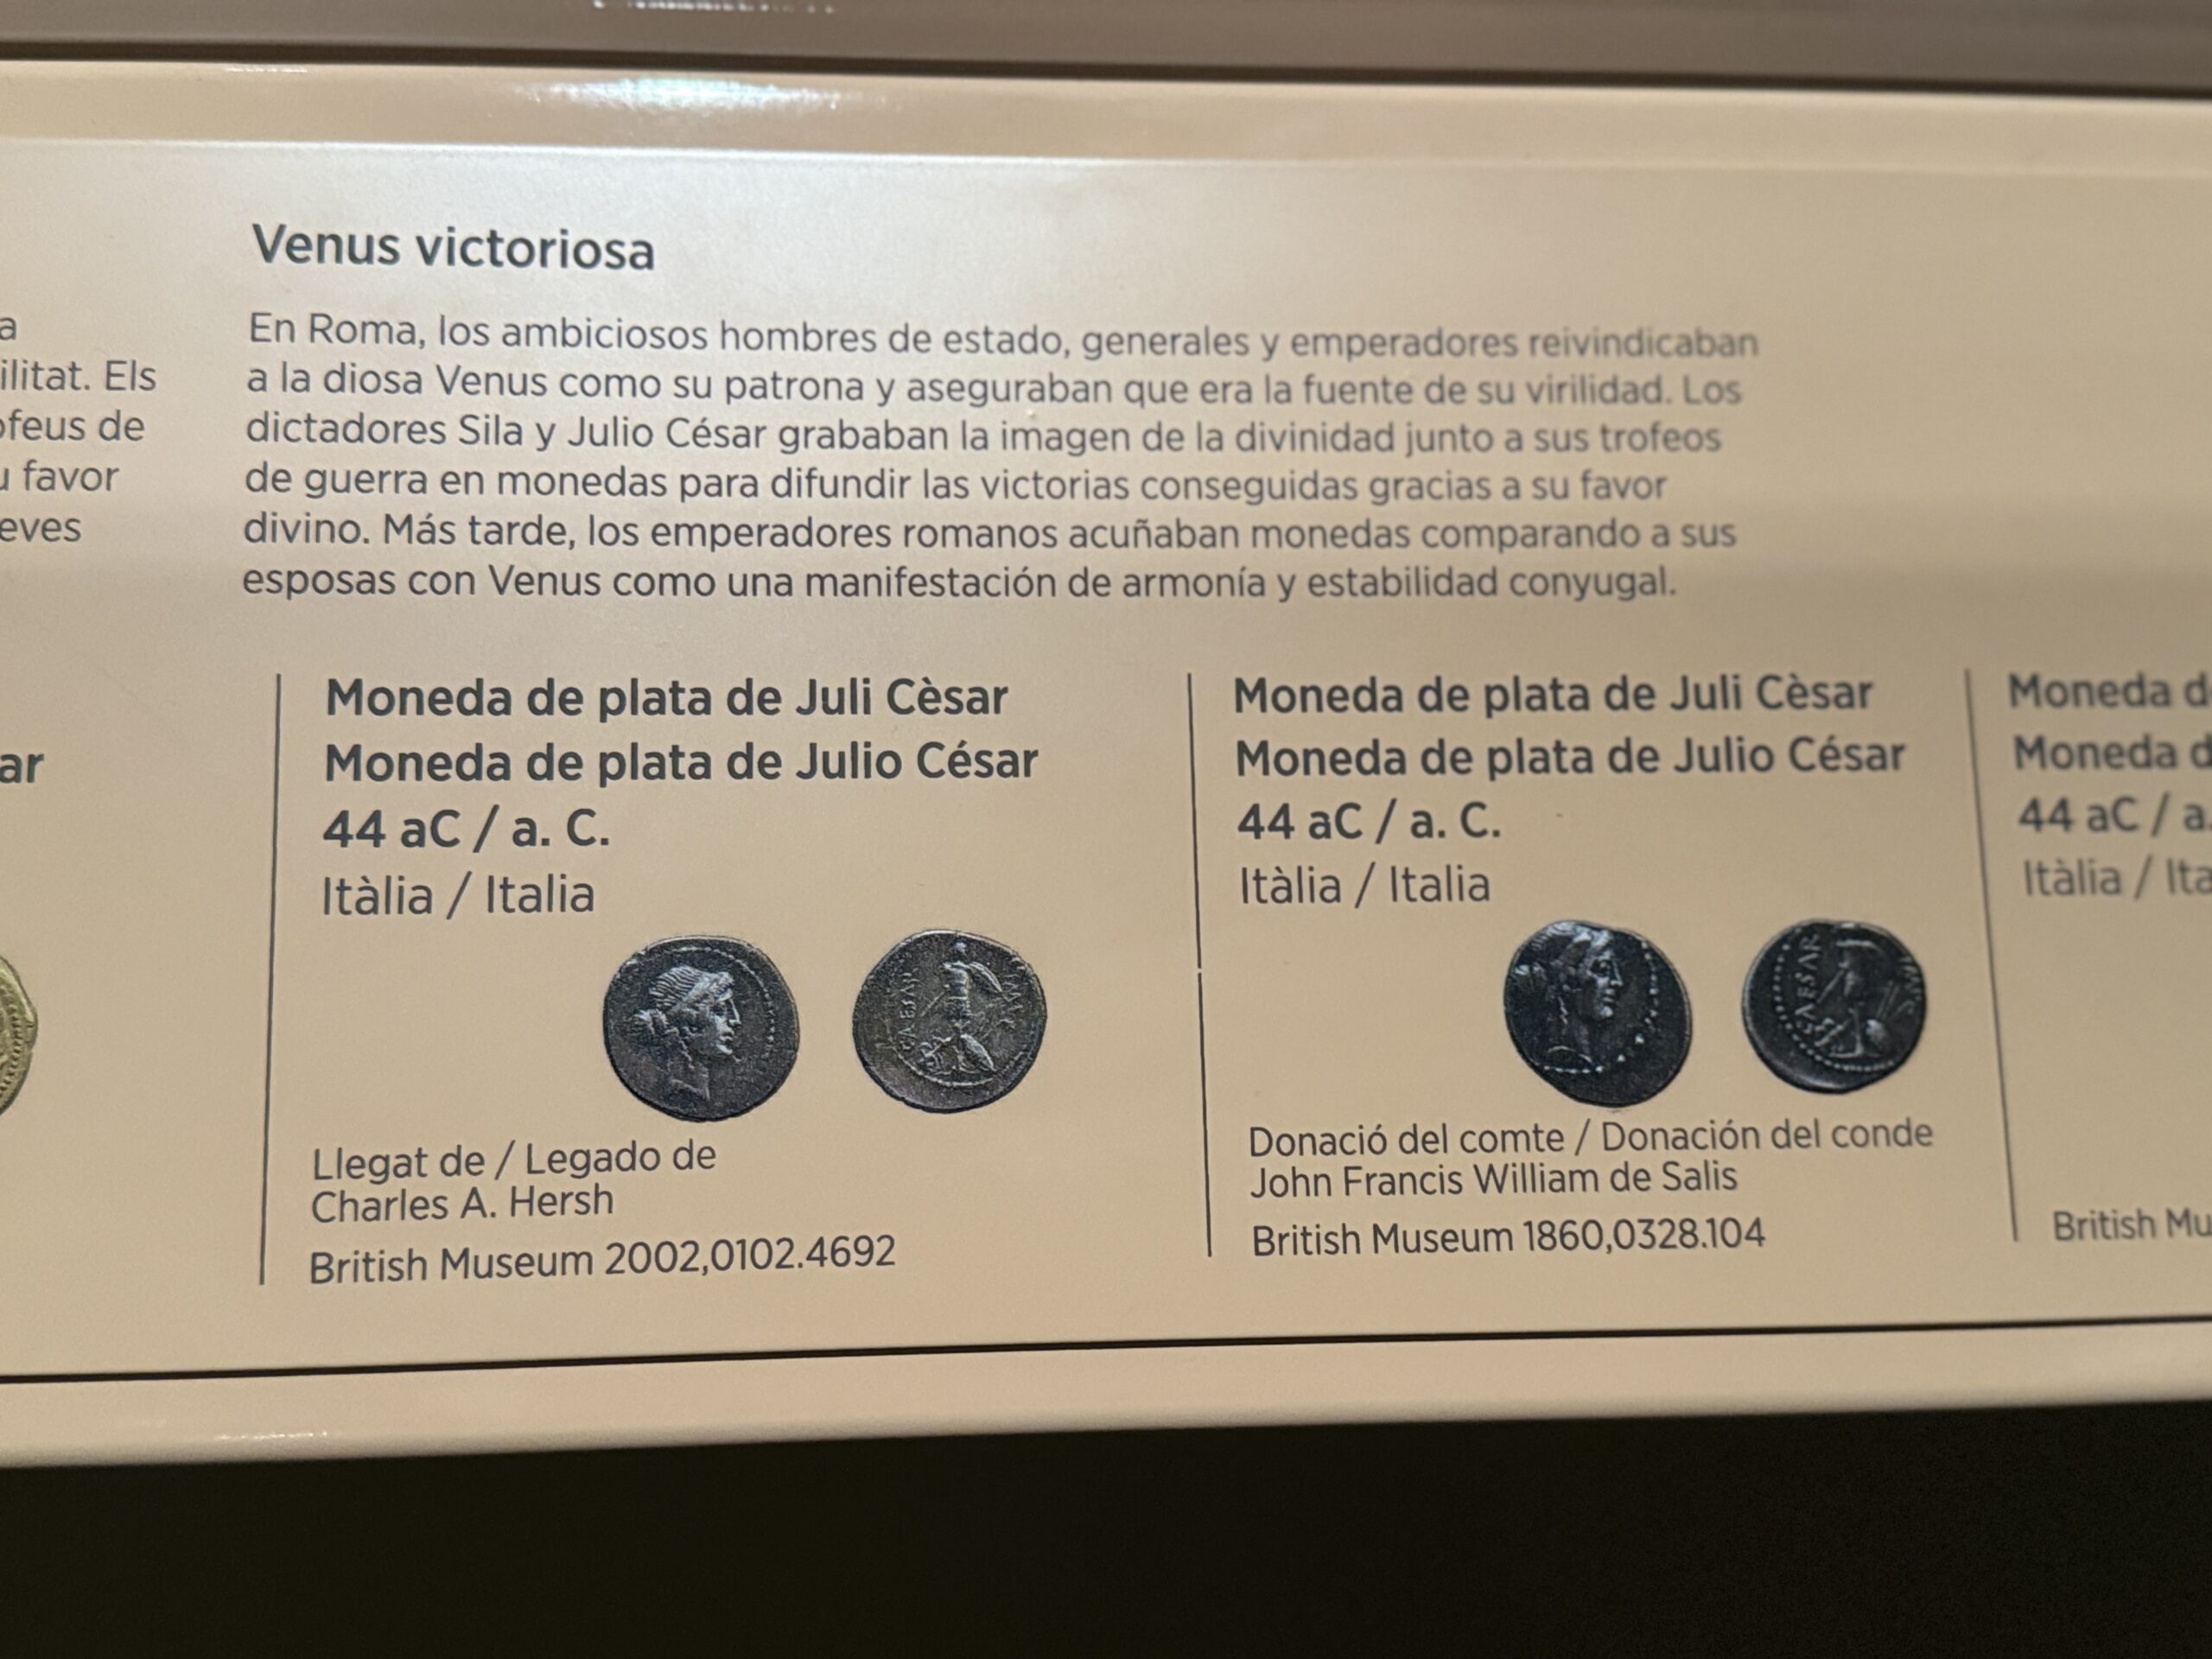 a
ilitat. Els
ofeus de
u favor
eves
ar
Venus victoriosa
En Roma, los ambiciosos hombres de estado, generales y emperadores reivindicaban
a la diosa Venus como su patrona y aseguraban que era la fuente de su virilidad. Los
dictadores Sila y Julio César grababan la imagen de la divinidad junto a sus trofeos
de guerra en monedas para difundir las victorias conseguidas gracias a su favor
divino. Más tarde, los emperadores romanos acuñaban monedas comparando a sus
esposas con Venus como una manifestación de armonía y estabilidad conyugal.
Moneda de plata de Juli Cèsar
Moneda de plata de Julio César
44 aC / a. C.
Itàlia / Italia
CAESAR
Llegat de / Legado de
Charles A. Hersh
British Museum 2002,0102.4692
Moneda de plata de Juli Cèsar
Moneda de plata de Julio César
44 aC / a. C.
Itàlia / Italia
CAESAR
Donació del comte / Donación del conde
John Francis William de Salis
British Museum 1860,0328.104
Moneda d
Moneda d
44 aC / a.
Itàlia / Ita
British Mu